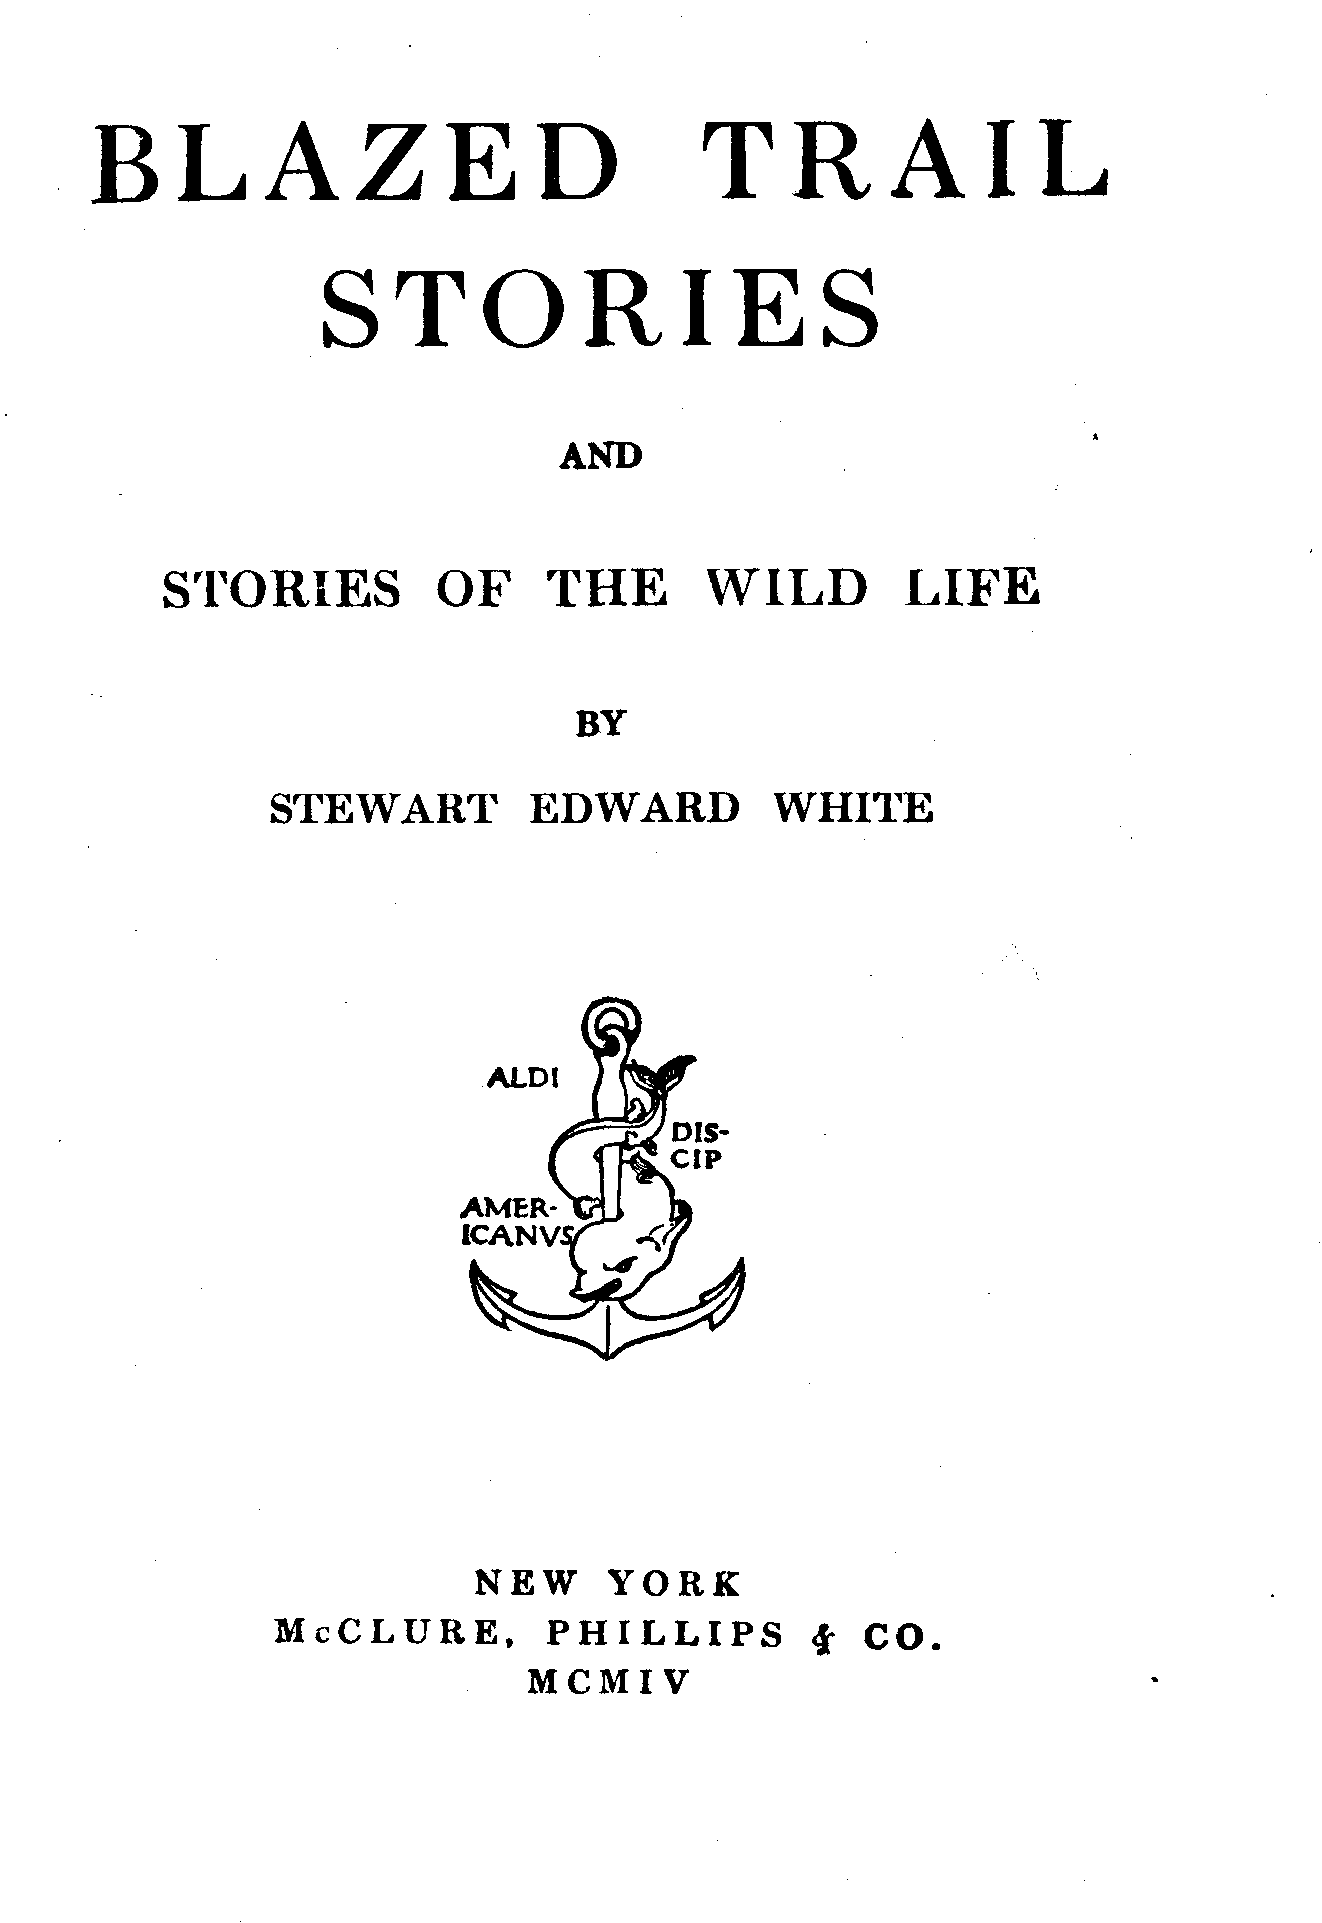 BLAZED TRAIL
STORIES
AND
STORIES OF THE WILD LIFE
BY
STEWART EDWARD WHITE
ALDI
DIS-
CIP
AMER-
ICANVS
NEW YORK
McCLURE, PHILLIPS & CO.
MCMIV